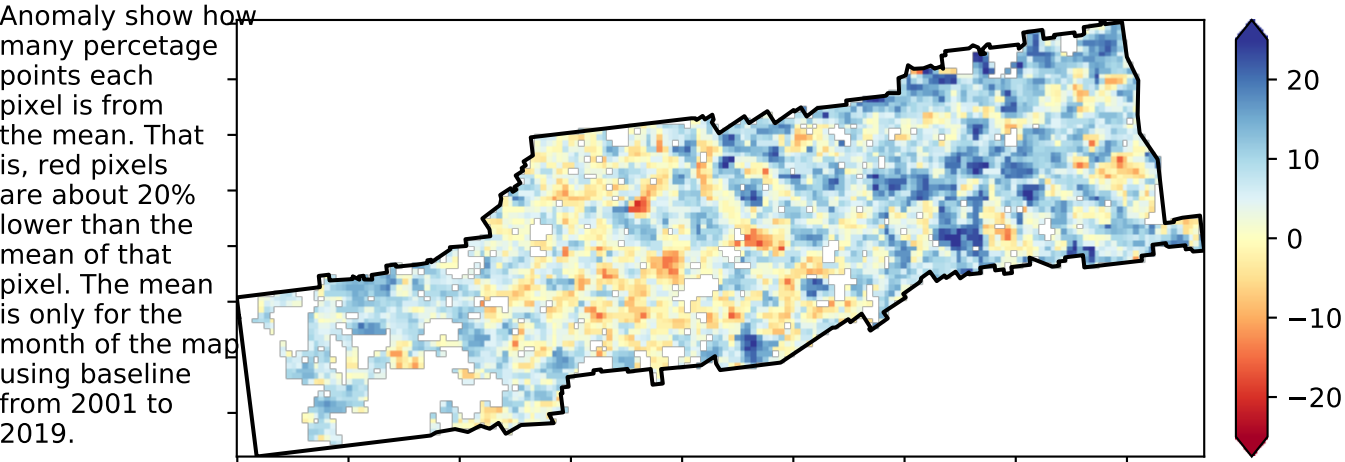 Anomaly show how
many percetage
points each
pixel is from
the mean. That
is, red pixels
are about 20%
lower than the
mean of that
pixel. The mean
is only for the
month of the map
using baseline
from 2001 to
2019.
20
10
0
−10
−20